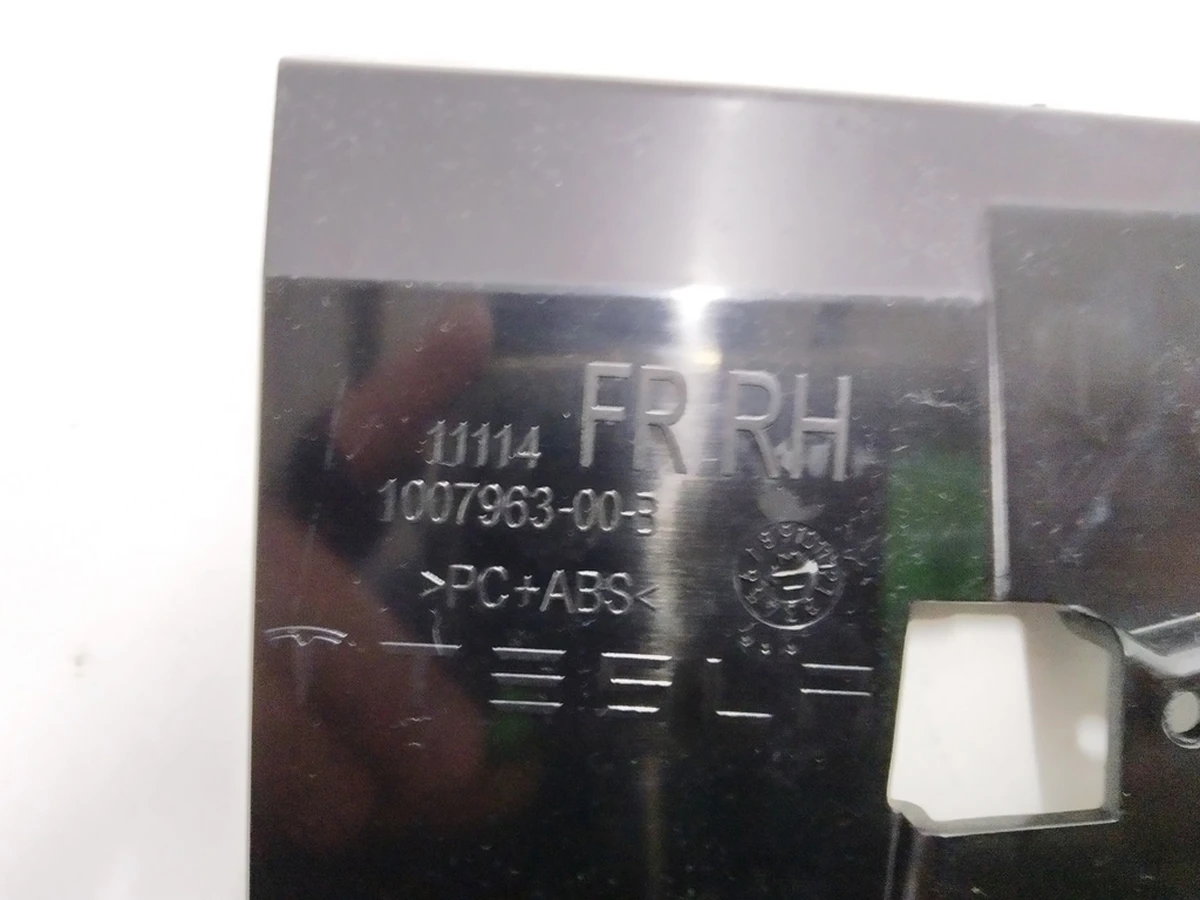 FR RH
11114
1007963-00-B
>PC+ABS<
TESLA